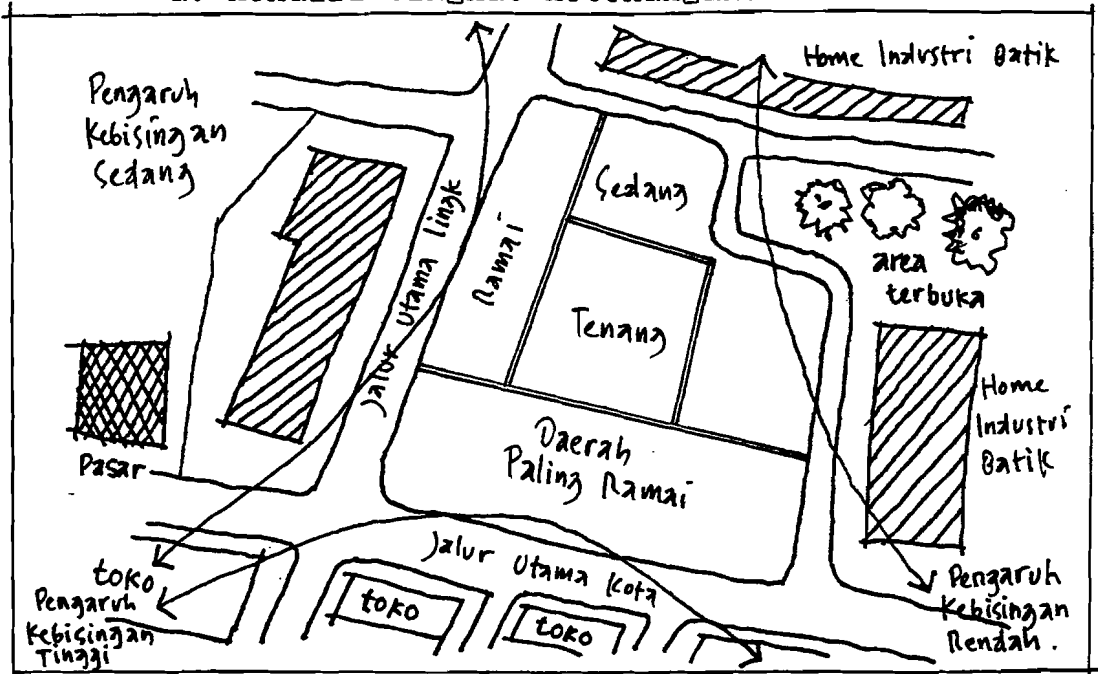 Home Industri Batik
Pengaruh
Kebisingan
Sedang
Sedang
Ramai
Jalur Utama Lingk
area
terbuka
Tenang
Home
Industri
Batik
Daerah
Paling Ramai
Pasar
Jalur Utama Kota
toko
Pengaruh
Kebisingan
Tinggi
toko
toko
Pengaruh
Kebisingan
Rendah.